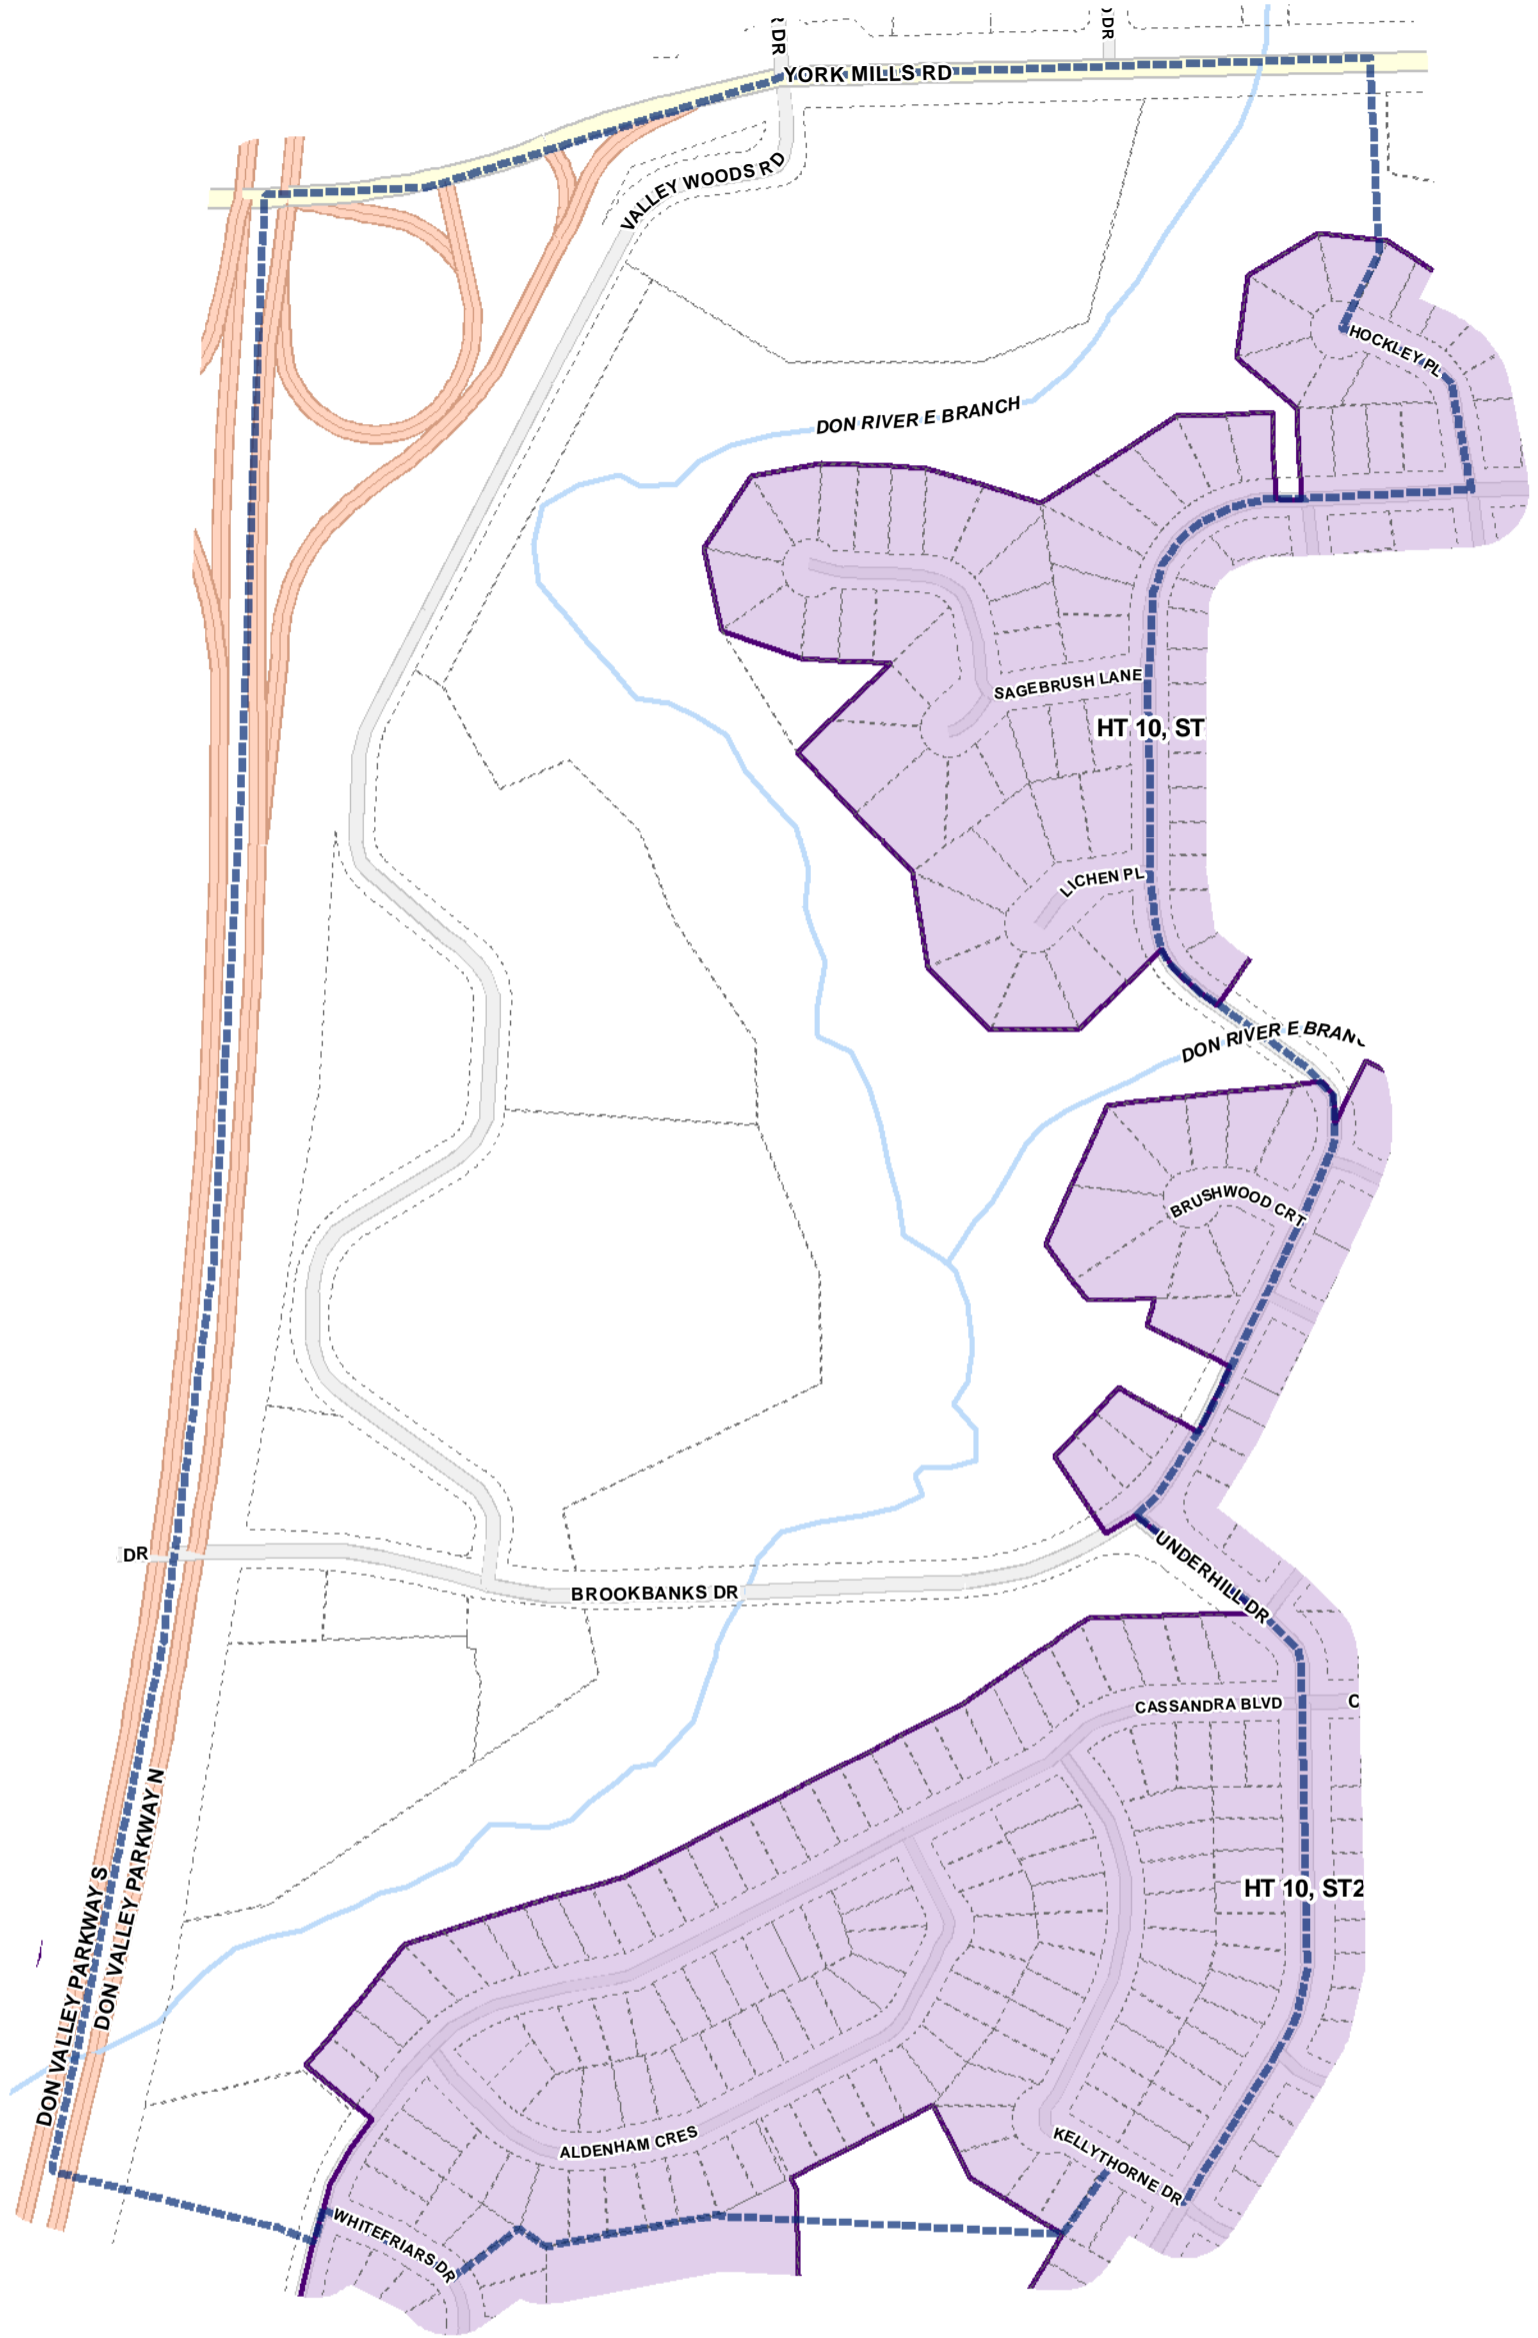 DR
DR
YORK MILLS RD
VALLEY WOODS RD
HOCKLEY PL
DON RIVER E BRANCH
SAGEBRUSH LANE
HT 10, ST
LICHEN PL
DON RIVER E BRANC
BRUSHWOOD CRT
DR
UNDERHILL DR
BROOKBANKS DR
CASSANDRA BLVD
C
DON VALLEY PARKWAY S
DON VALLEY PARKWAY N
HT 10, ST2
ALDENHAM CRES
KELLYTHORNE DR
WHITEFRIARS DR